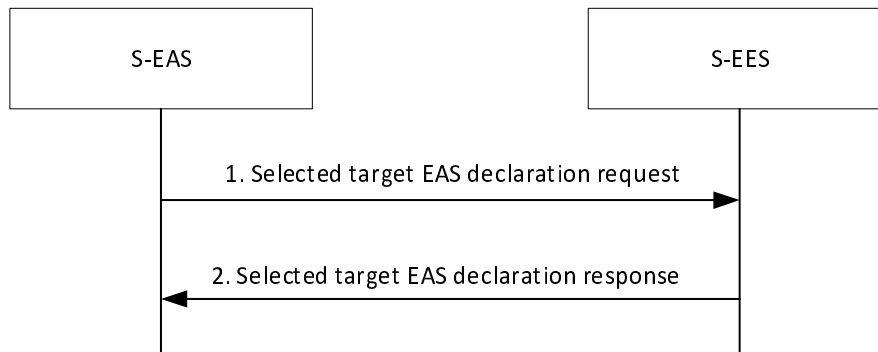 S-EAS
S-EES
1. Selected target EAS declaration request
2. Selected target EAS declaration response